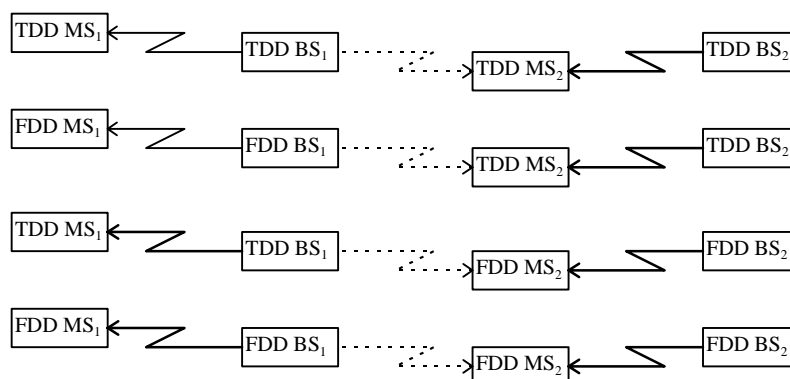 TDD MS₁ TDD BS₁ TDD MS₂ TDD BS₂
FDD MS₁ FDD BS₁ TDD MS₂ TDD BS₂
TDD MS₁ TDD BS₁ FDD MS₂ FDD BS₂
FDD MS₁ FDD BS₁ FDD MS₂ FDD BS₂